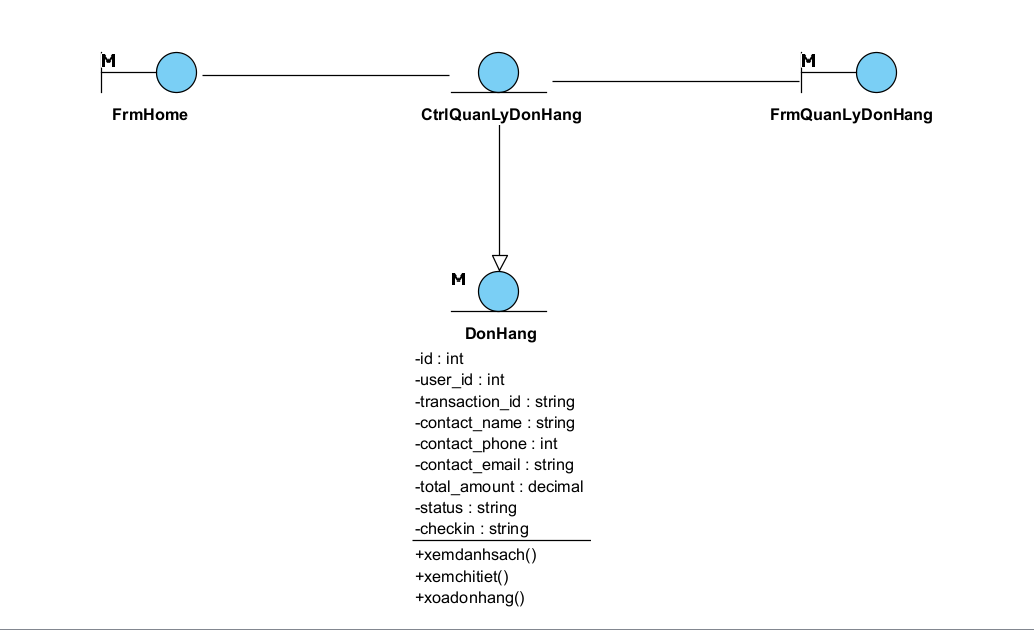 M
M
FrmHome
CtrlQuanLyDonHang
FrmQuanLyDonHang
M
DonHang
-id : int
-user_id : int
-transaction_id : string
-contact_name : string
-contact_phone : int
-contact_email : string
-total_amount : decimal
-status : string
-checkin : string
+xemdanhsach()
+xemchitiet()
+xoadonhang()